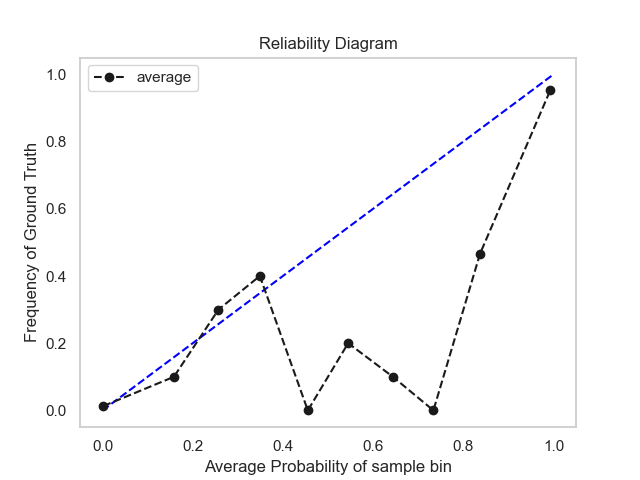 Reliability Diagram
average
1.0
0.8
0.6
0.4
0.2
0.0
Frequency of Ground Truth
0.0 0.2 0.4 0.6 0.8 1.0
Average Probability of sample bin